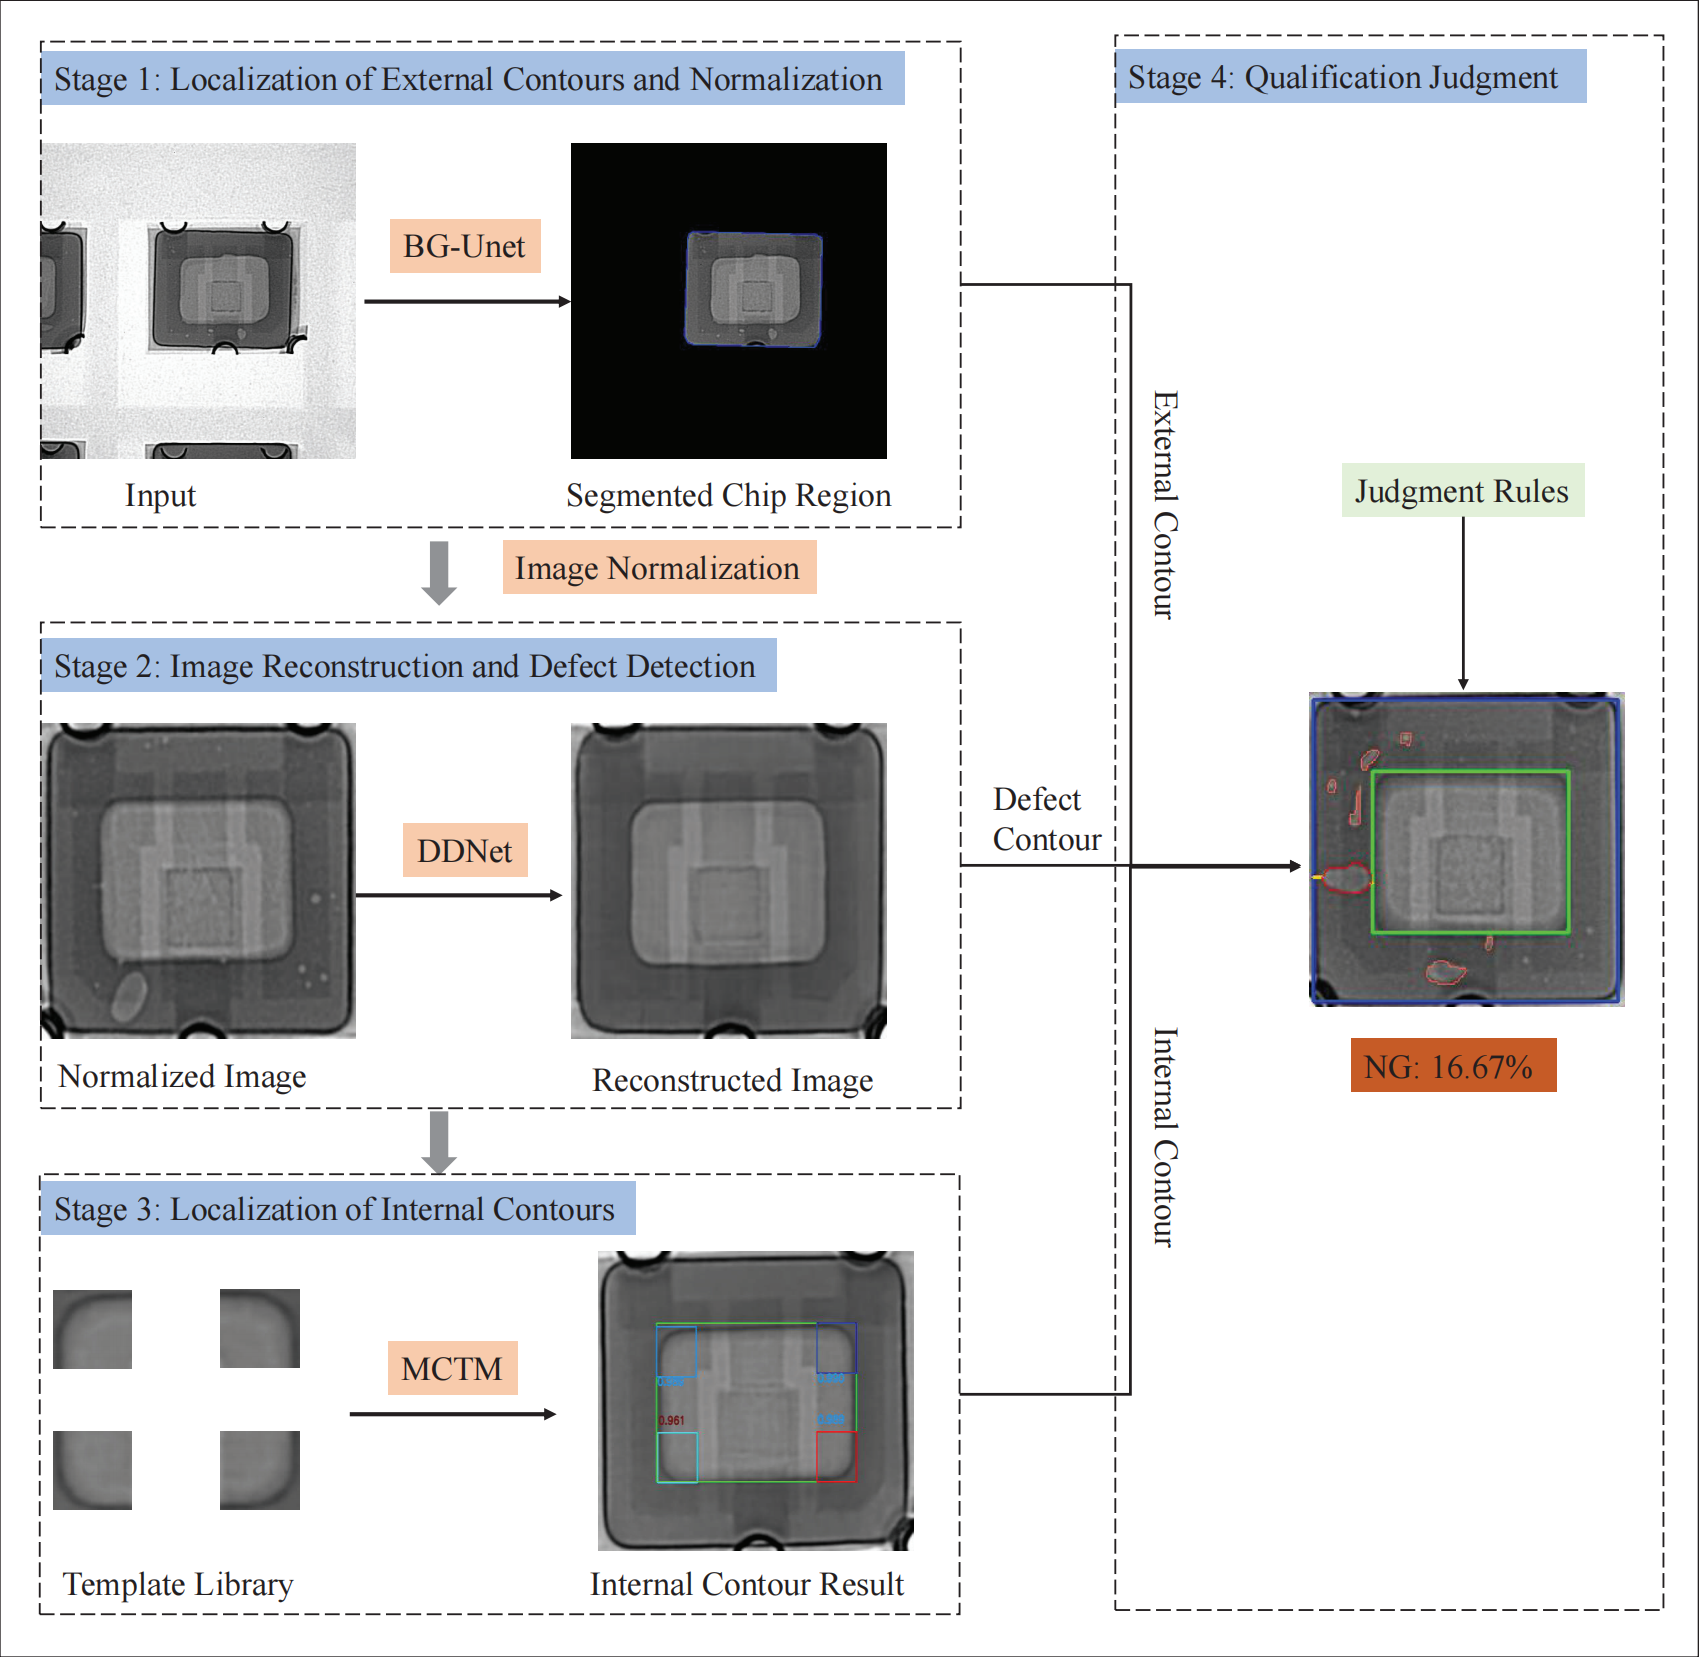 Stage 1: Localization of External Contours and Normalization
BG-Unet
Input
Segmented Chip Region
Image Normalization
Stage 2: Image Reconstruction and Defect Detection
DDNet
Normalized Image
Reconstructed Image
Stage 3: Localization of Internal Contours
MCTM
0.961
Template Library
Internal Contour Result
External Contour
Defect
Contour
Internal Contour
Stage 4: Qualification Judgment
Judgment Rules
NG: 16.67%